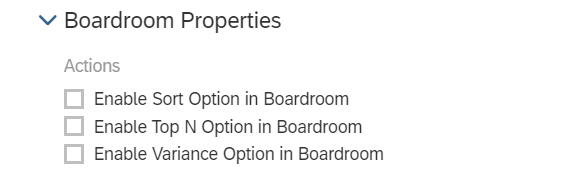 Boardroom Properties
Actions
Enable Sort Option in Boardroom
Enable Top N Option in Boardroom
Enable Variance Option in Boardroom